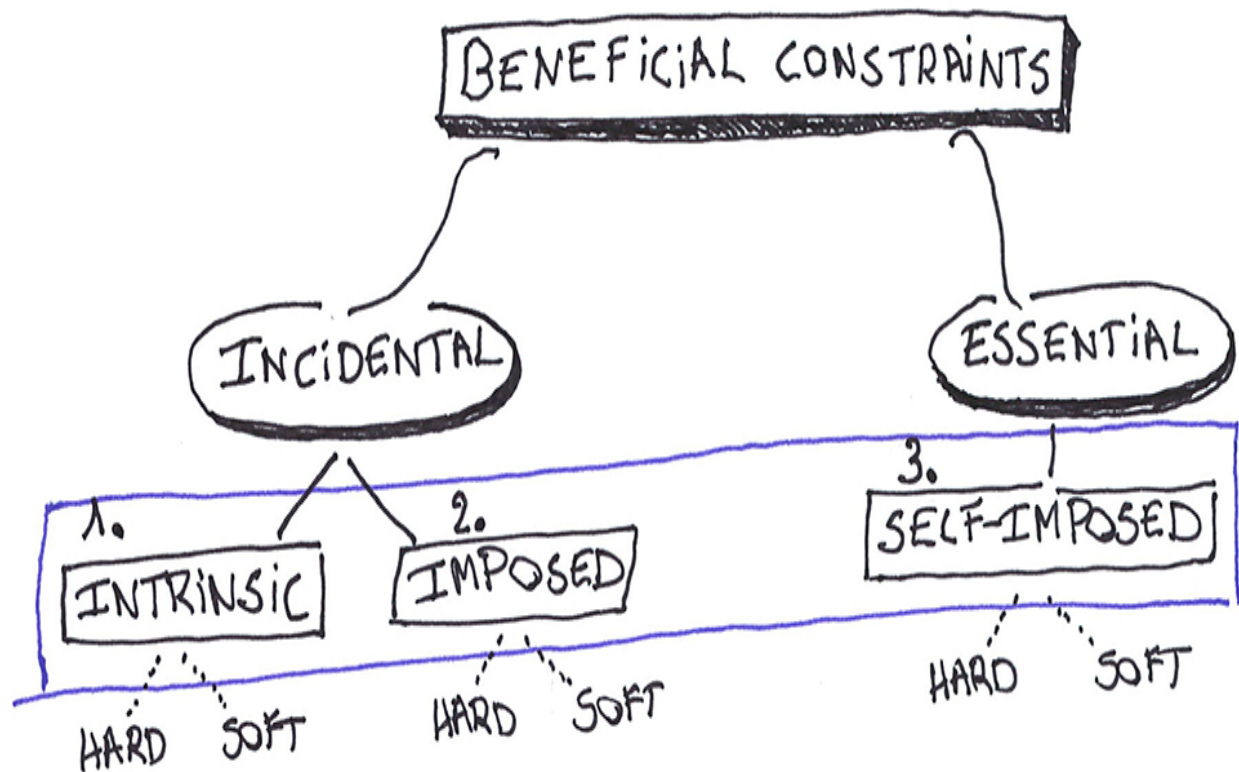 BENEFiCiAL CONSTRAiNTS
INCiDENTAL
ESSENTiAL
1.
INTRiNSiC
2.
IMPOSED
3.
SELF-IMPOSED
HARD
SOFT
HARD
SOFT
HARD
SOFT